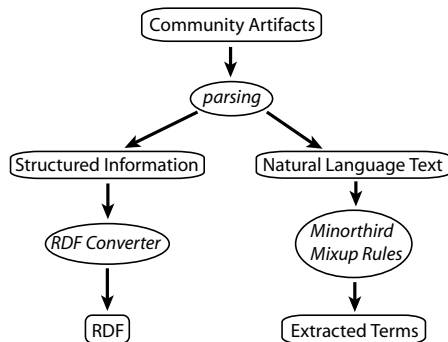 Community Artifacts
parsing
Structured Information
Natural Language Text
RDF Converter
Minorthird
Mixup Rules
RDF
Extracted Terms